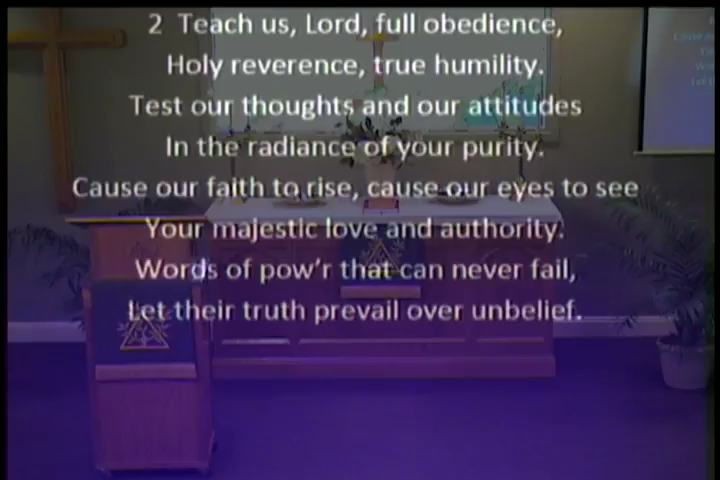 2 Teach us, Lord, full obedience,
Holy reverence, true humility.
Test our thoughts and our attitudes
In the radiance of your purity.
Cause our faith to rise, cause our eyes to see
Your majestic love and authority.
Words of pow'r that can never fail,
Let their truth prevail over unbelief.